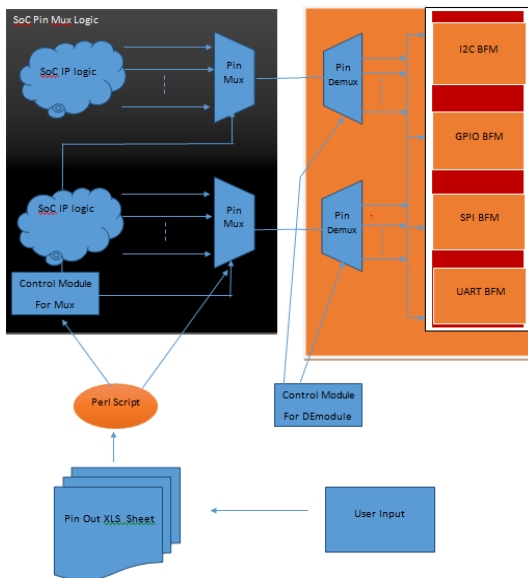 SoC Pin Mux Logic
SoC IP logic
Pin
Mux
Pin
Demux
I2C BFM
GPIO BFM
SoC IP logic
Pin
Mux
Pin
Demux
SPI BFM
UART BFM
Control Module
For Mux
Perl Script
Control Module
For DEmodule
Pin Out XLS Sheet
User Input